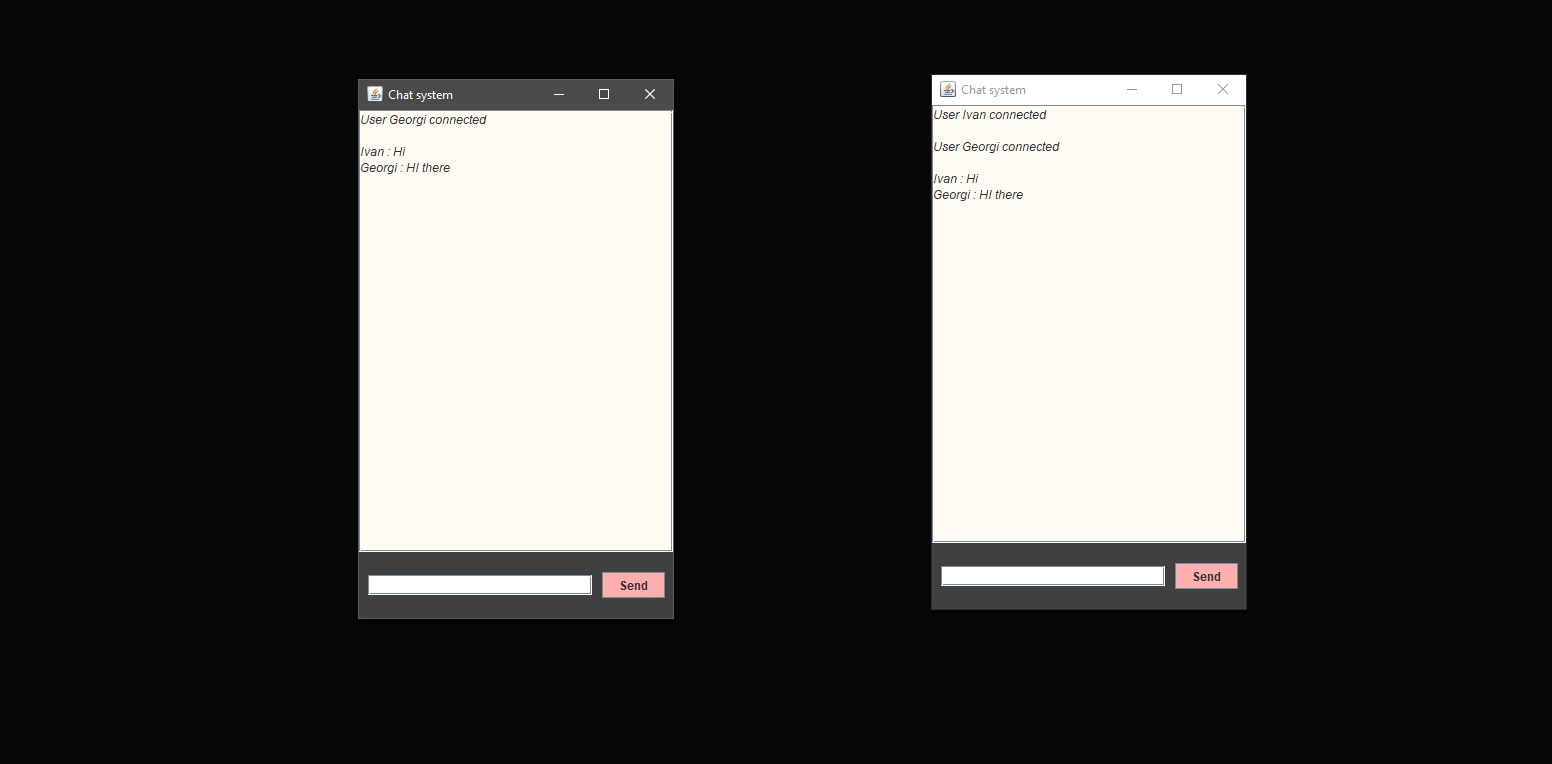 Chat system
User Georgi connected
Ivan : Hi
Georgi : HI there
Send
Chat system
User Ivan connected
User Georgi connected
Ivan : Hi
Georgi : HI there
Send